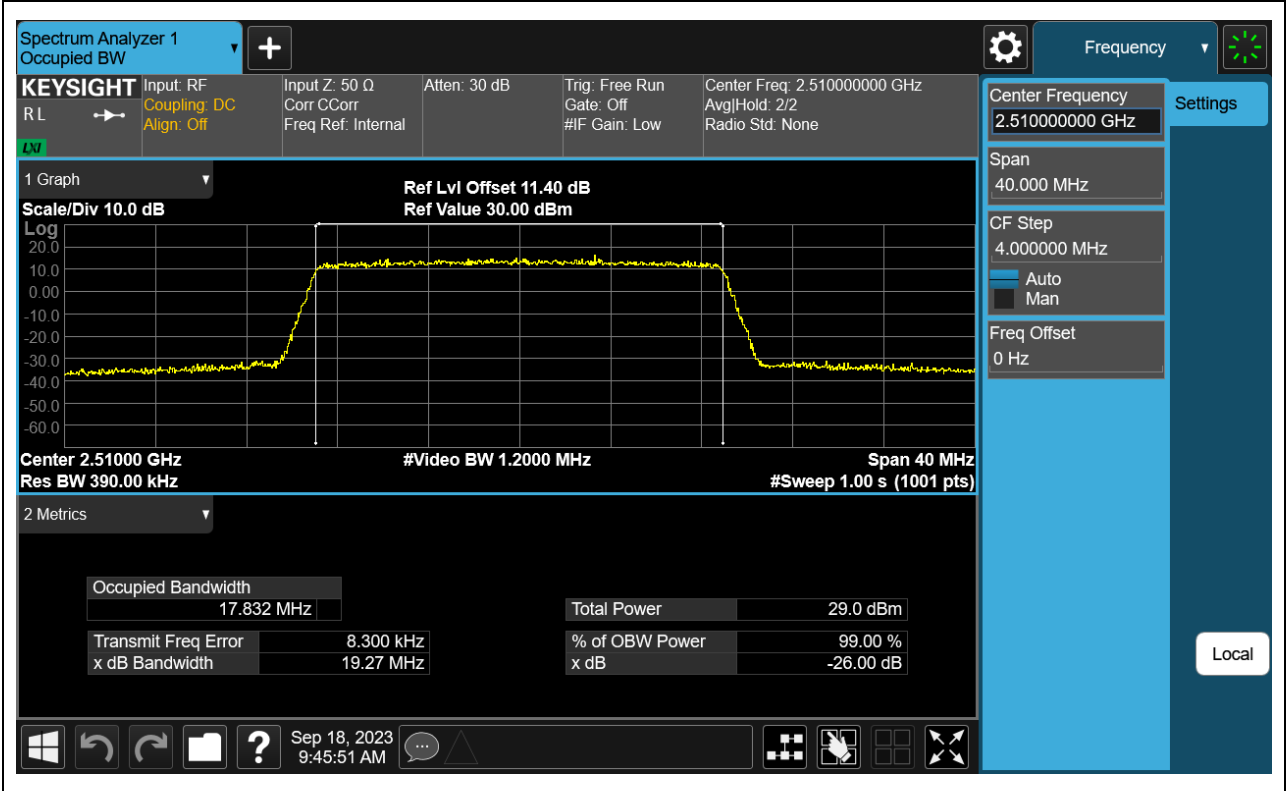 Spectrum Analyzer 1
Occupied BW
Frequency
KEYSIGHT
R L
LXI
Input: RF
Coupling: DC
Align: Off
Input Z: 50 Ω
Corr CCorr
Freq Ref: Internal
Atten: 30 dB
Trig: Free Run
Gate: Off
#IF Gain: Low
Center Freq: 2.510000000 GHz
Avg|Hold: 2/2
Radio Std: None
Center Frequency
2.510000000 GHz
Settings
Span
40.000 MHz
CF Step
4.000000 MHz
Auto
Man
Freq Offset
0 Hz
1 Graph
Scale/Div 10.0 dB
Ref Lvl Offset 11.40 dB
Ref Value 30.00 dBm
Log
20.0
10.0
0.00
-10.0
-20.0
-30.0
-40.0
-50.0
-60.0
Center 2.51000 GHz
#Video BW 1.2000 MHz
Span 40 MHz
Res BW 390.00 kHz
#Sweep 1.00 s (1001 pts)
2 Metrics
Occupied Bandwidth
17.832 MHz
Total Power 29.0 dBm
Transmit Freq Error 8.300 kHz
% of OBW Power 99.00 %
x dB Bandwidth 19.27 MHz
x dB -26.00 dB
Local
?
Sep 18, 2023
9:45:51 AM